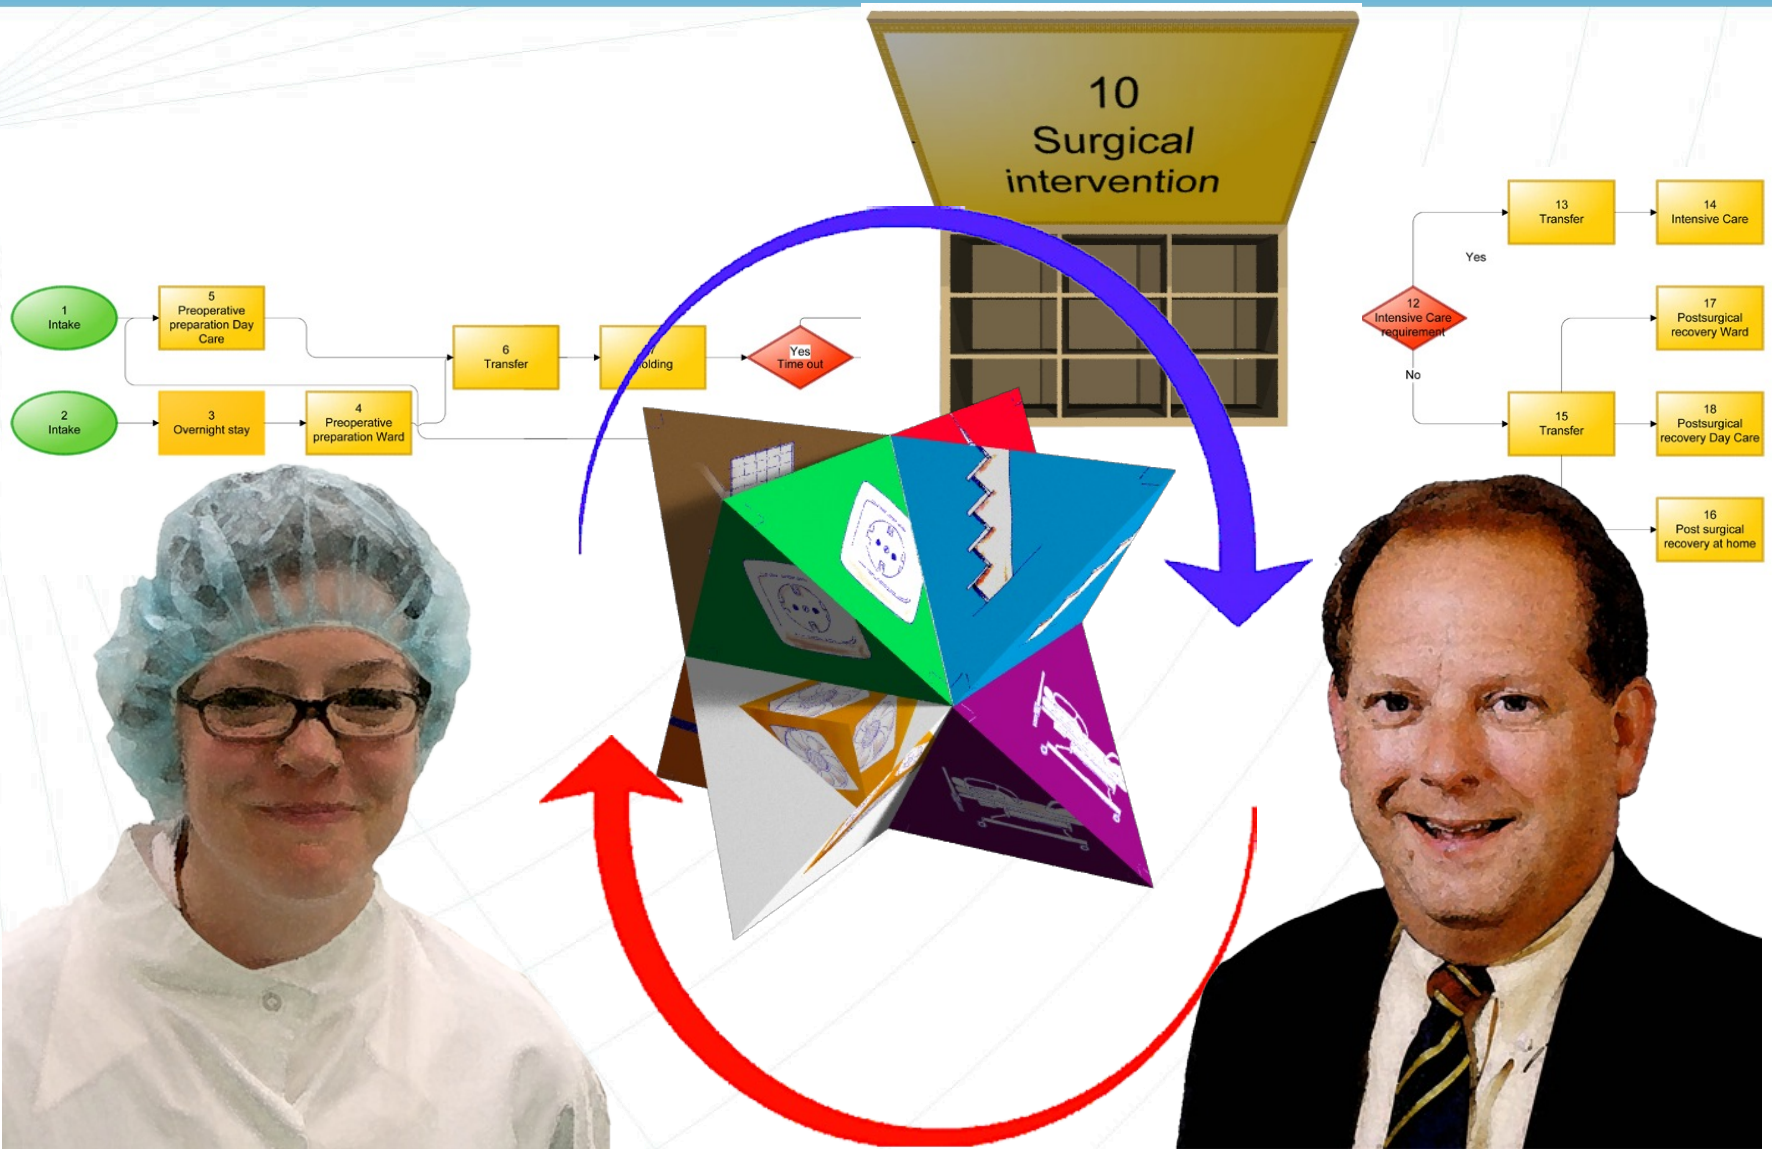 10
Surgical
intervention
1
Intake
5
Preoperative
preparation Day
Care
6
Transfer
7
olding
Yes
Time out
2
Intake
3
Overnight stay
4
Preoperative
preparation Ward
13
Transfer
14
Intensive Care
Yes
12
Intensive Care
requirement
No
17
Postsurgical
recovery Ward
15
Transfer
18
Postsurgical
recovery Day Care
16
Post surgical
recovery at home